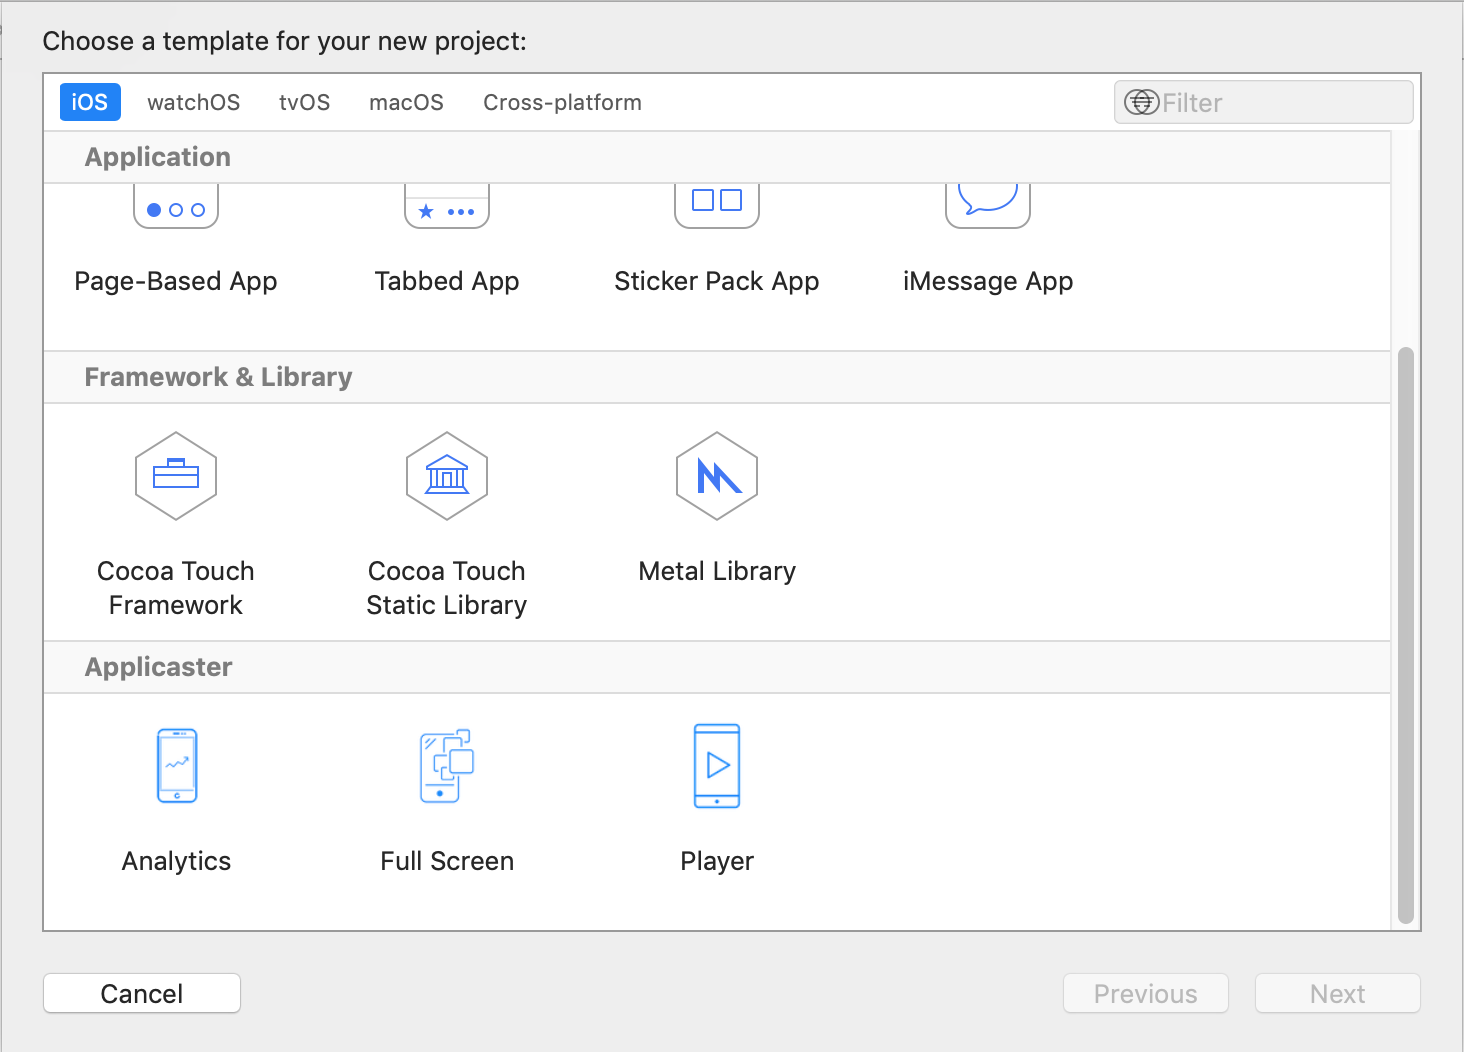 Choose a template for your new project:
iOS watchOS tvOS macOS Cross-platform Filter
Application
Page-Based App Tabbed App Sticker Pack App iMessage App
Framework & Library
Cocoa Touch Framework
Cocoa Touch Static Library
Metal Library
Applicaster
Analytics Full Screen Player
Cancel Previous Next